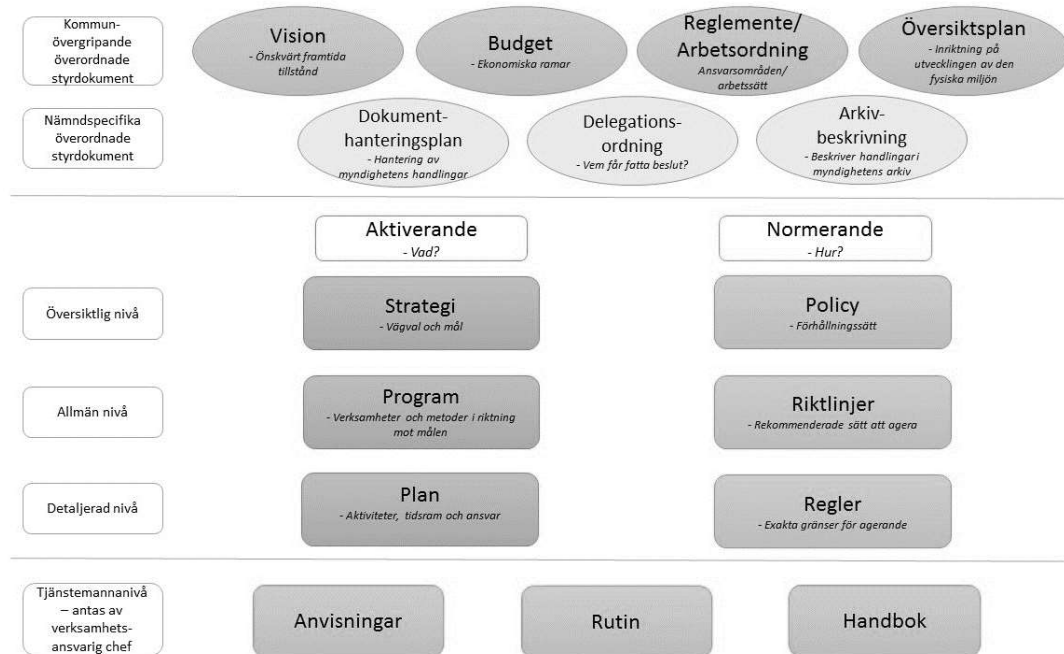 Kommun-
övergripande
överordnade
styrdokument
Vision
- Önskvärt framtida
tillstånd
Budget
- Ekonomiska ramar
Reglemente/
Arbetsordning
Ansvarsområden/
arbetssätt
Översiktsplan
- Inriktning på
utvecklingen av den
fysiska miljön
Nämndspecifika
överordnade
styrdokument
Dokument-
hanteringsplan
- Hantering av
myndighetens handlingar
Delegations-
ordning
- Vem får fatta beslut?
Arkiv-
beskrivning
- Beskriver handlingar i
myndighetens arkiv
Aktiverande
- Vad?
Normerande
- Hur?
Översiktlig nivå
Strategi
- Vägval och mål
Policy
- Förhållningssätt
Allmän nivå
Program
- Verksamheter och metoder i riktning
mot målen
Riktlinjer
- Rekommenderade sätt att agera
Detaljerad nivå
Plan
- Aktiviteter, tidsram och ansvar
Regler
- Exakta gränser för agerande
Tjänstemannanivå
– antas av
verksamhets-
ansvarig chef
Anvisningar
Rutin
Handbok